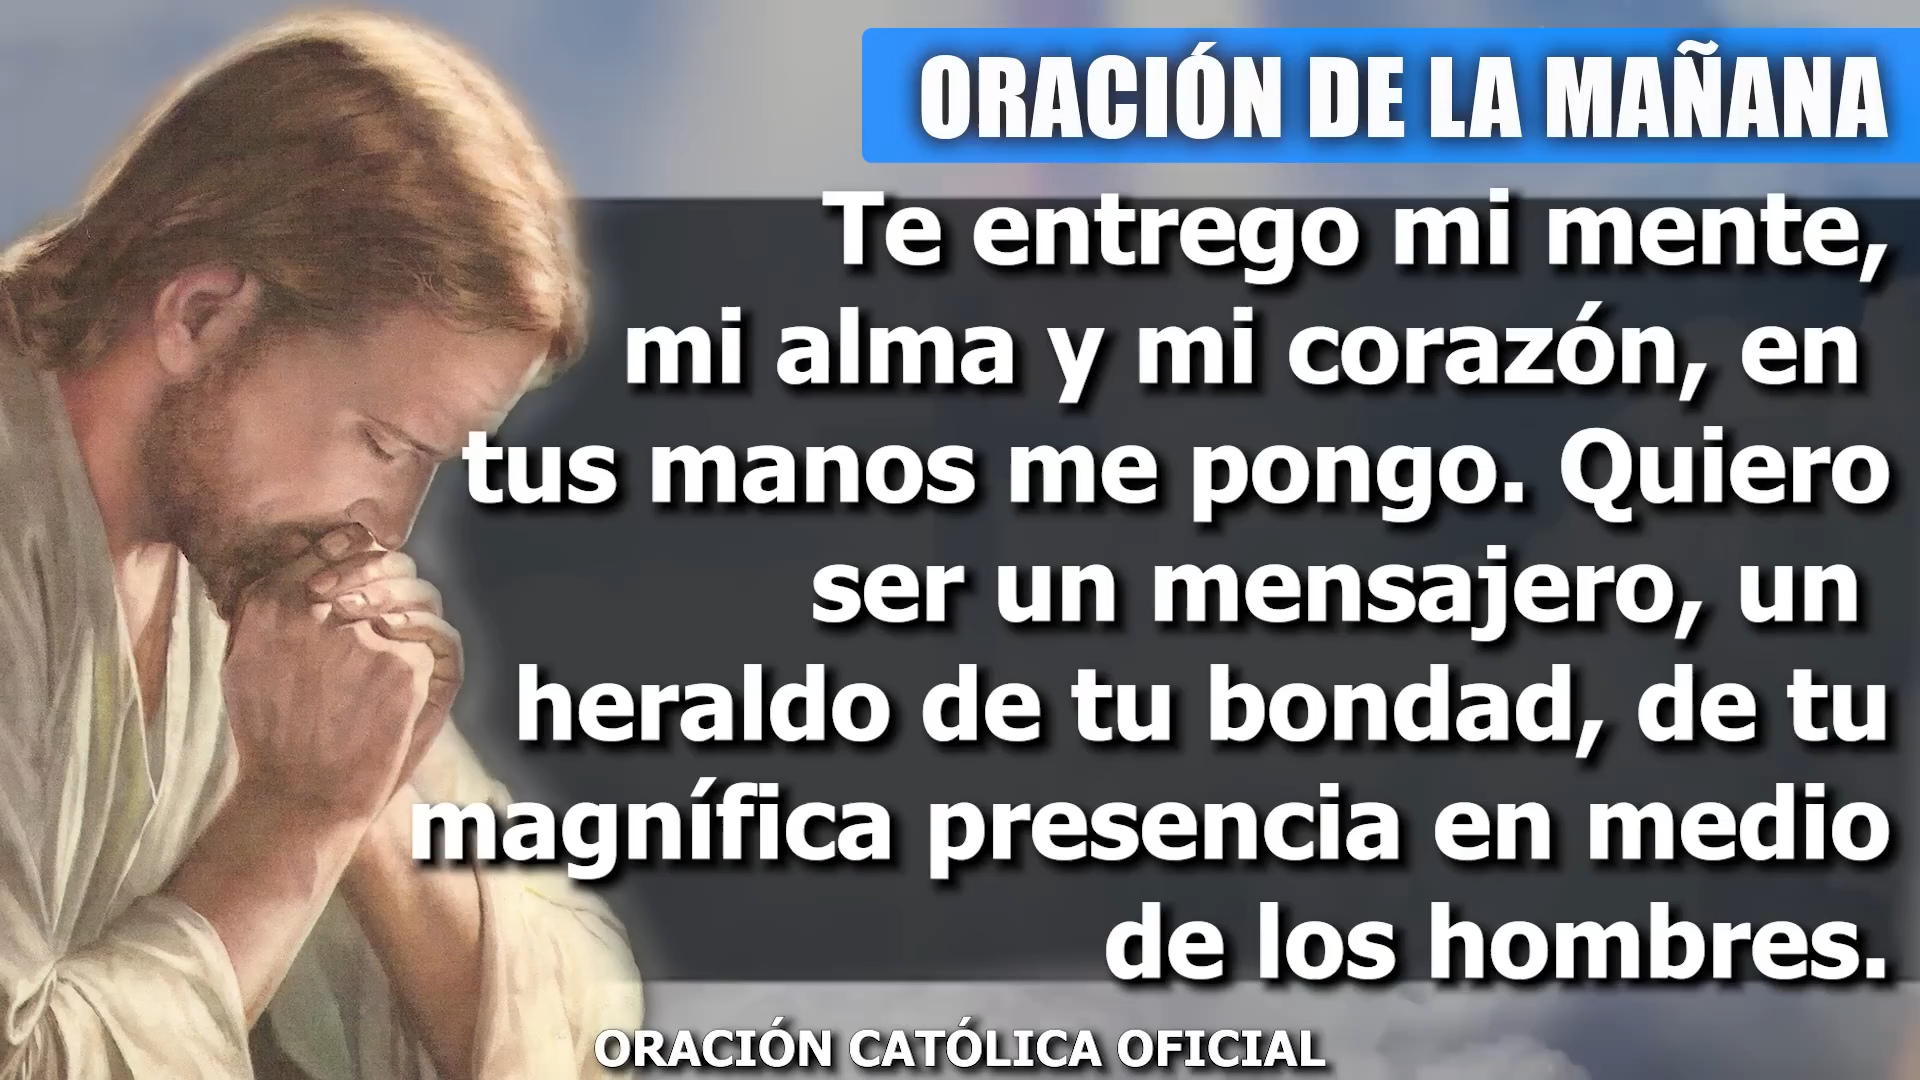 ORACIÓN DE LA MAÑANA
Te entrego mi mente,
mi alma y mi corazón, en
tus manos me pongo. Quiero
ser un mensajero, un
heraldo de tu bondad, de tu
magnífica presencia en medio
de los hombres.
ORACIÓN CATÓLICA OFICIAL